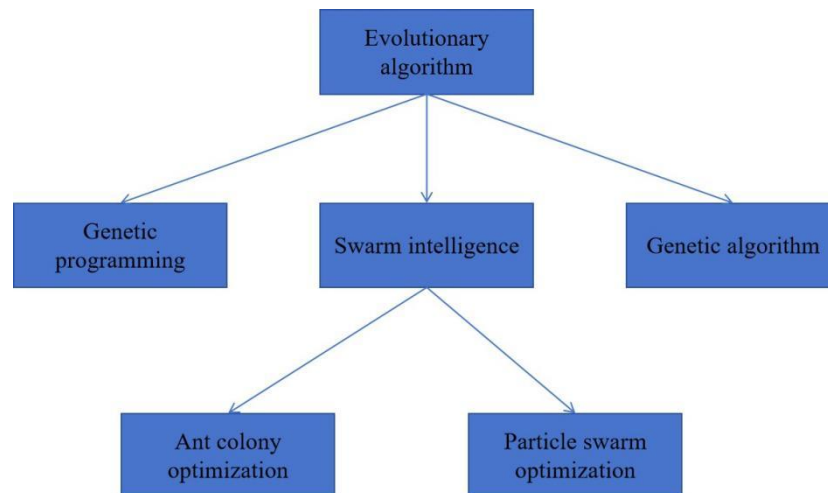 Evolutionary
algorithm
Genetic
programming
Swarm intelligence
Genetic algorithm
Ant colony
optimization
Particle swarm
optimization